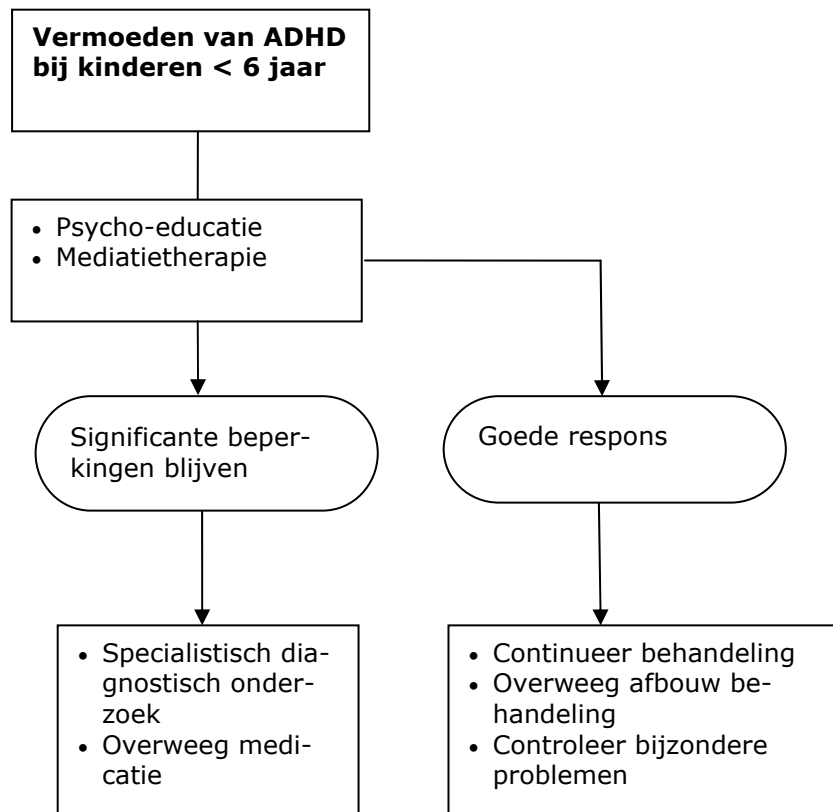 Vermoeden van ADHD
bij kinderen < 6 jaar
• Psycho-educatie
• Mediatietherapie
Significante beper-
kingen blijven
Goede respons
• Specialistisch dia-
gnostisch onder-
zoek
• Overweeg medi-
catie
• Continueer behandeling
• Overweeg afbouw be-
handeling
• Controleer bijzondere
problemen